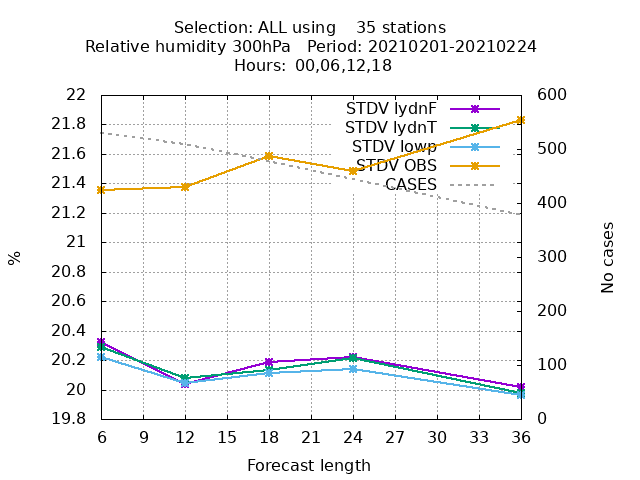 Selection: ALL using    35 stations
Relative humidity 300hPa   Period: 20210201-20210224
Hours: 00,06,12,18
22
21.8
21.6
21.4
21.2
21
20.8
20.6
20.4
20.2
20
19.8
%
STDV lydnF
STDV lydnT
STDV lowp
STDV OBS
CASES
600
500
400
300
200
100
0
No cases
6 9 12 15 18 21 24 27 30 33 36
Forecast length